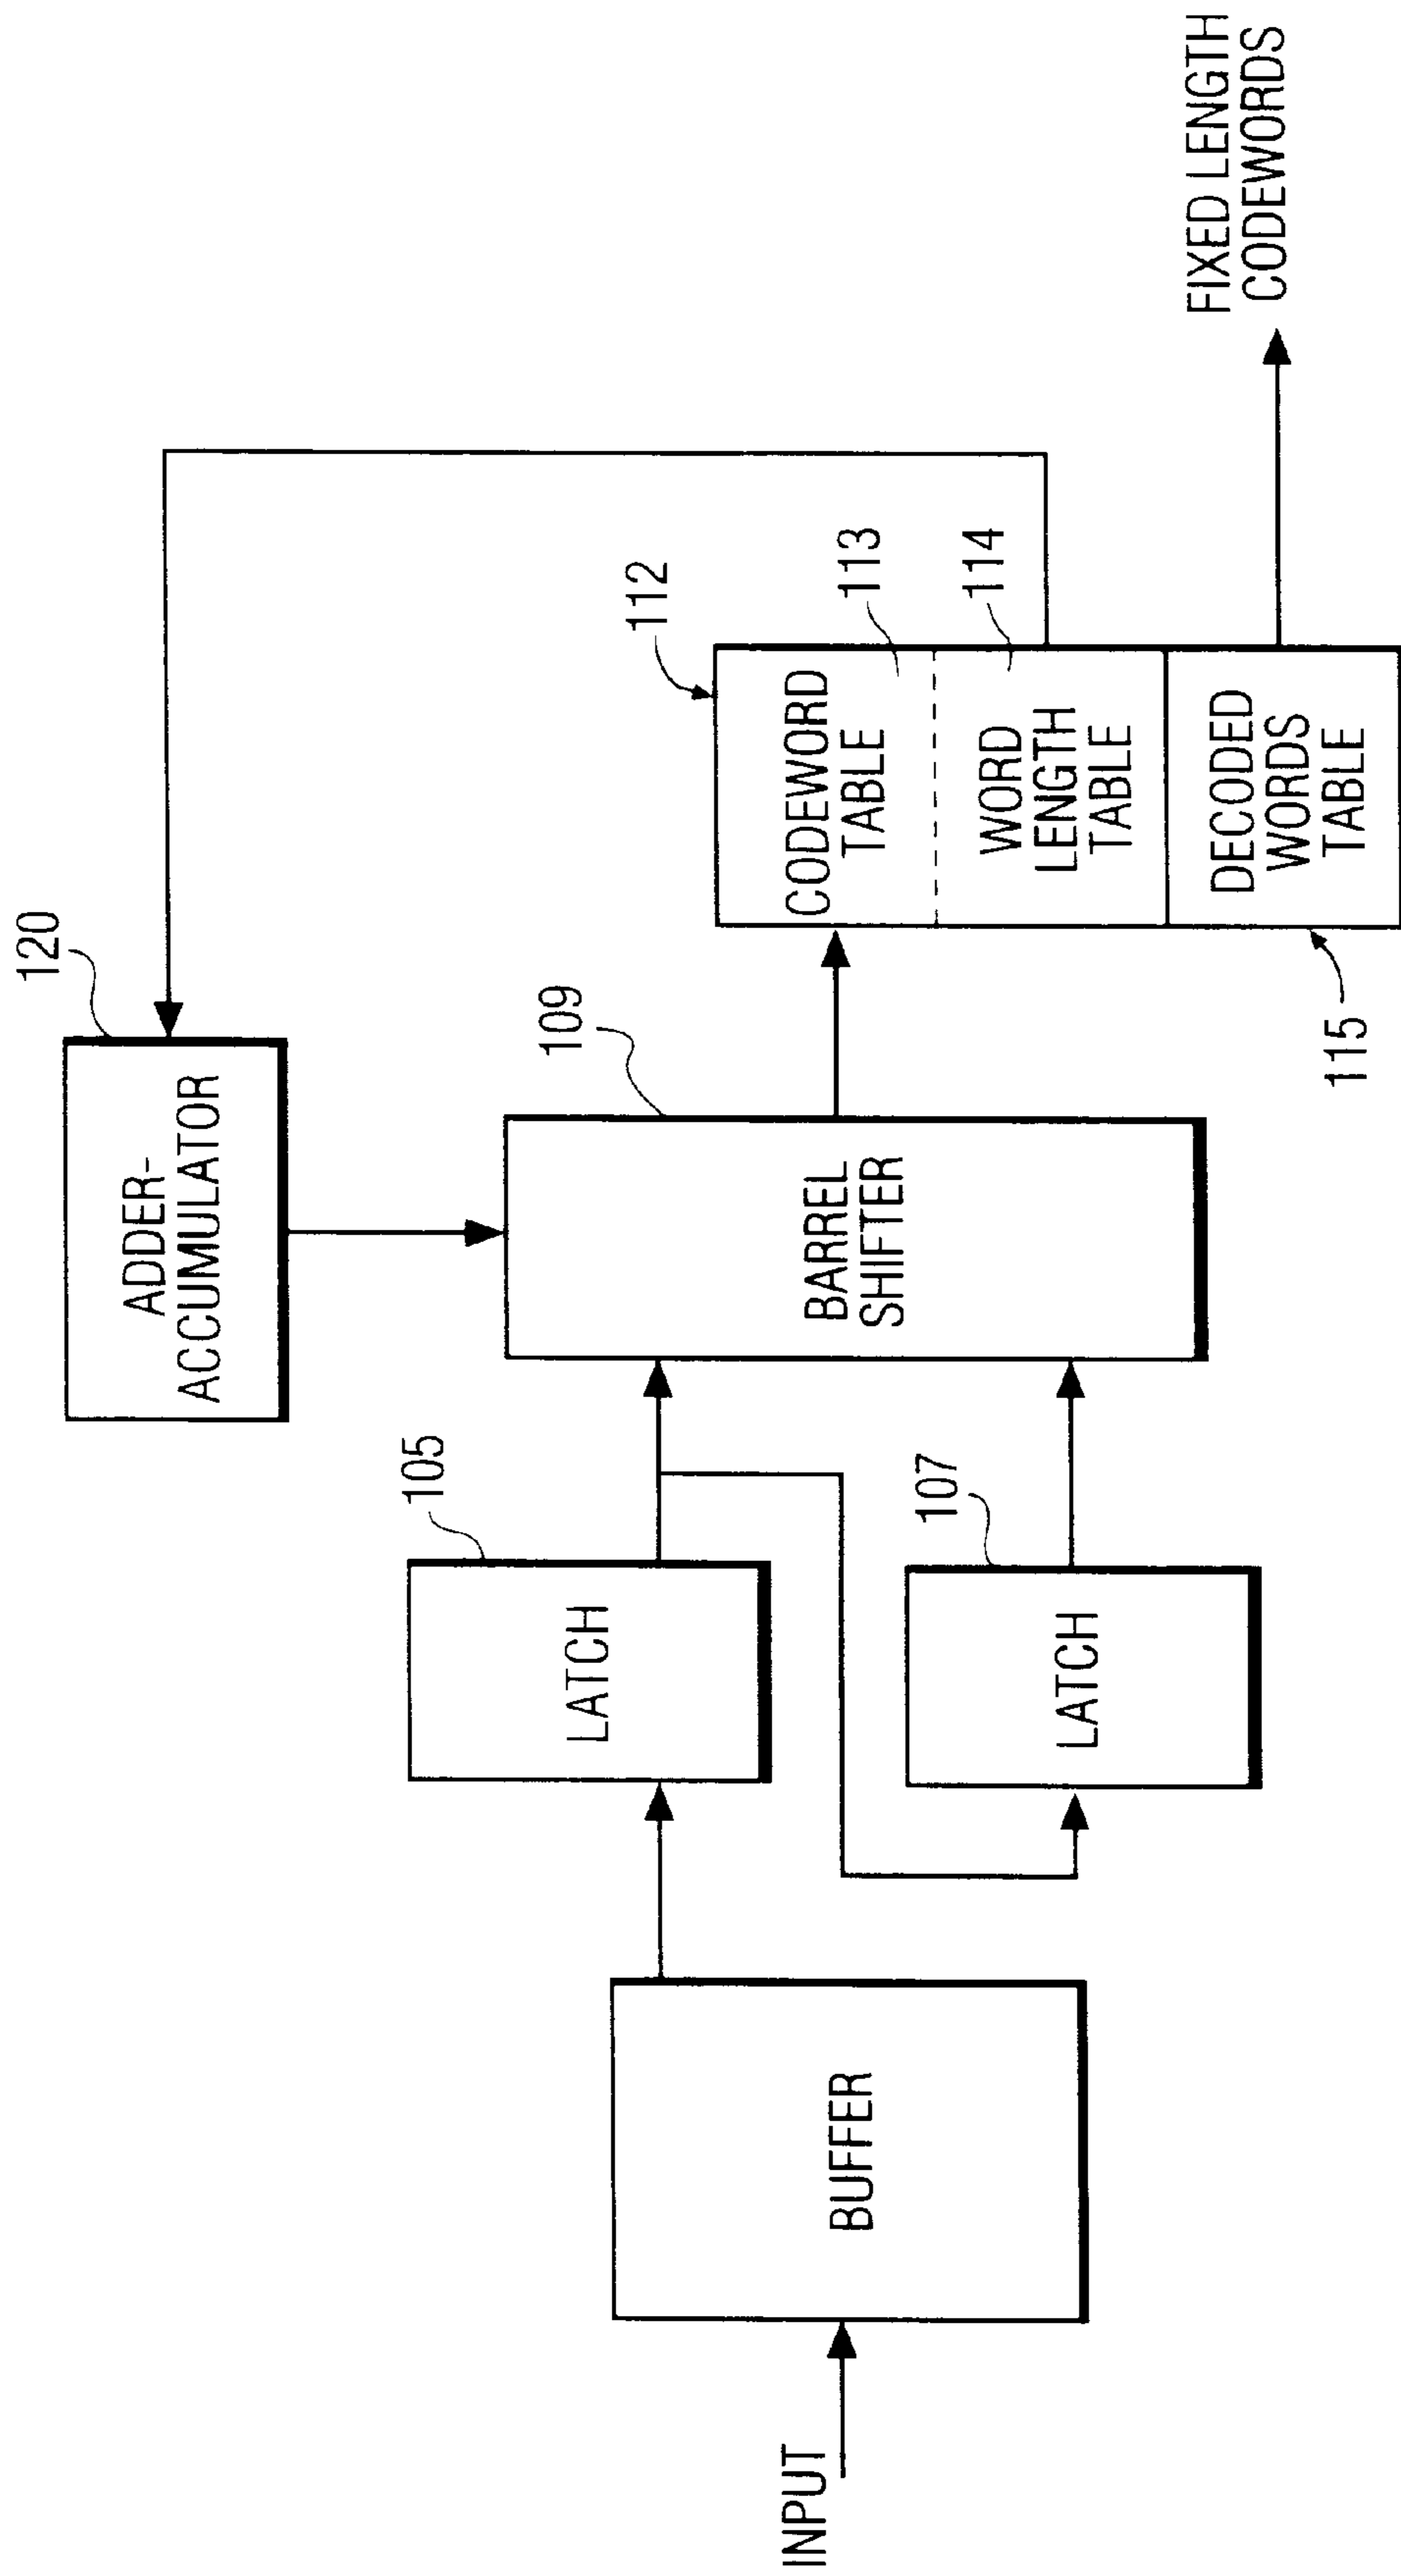 120
ADDER-
ACCUMULATOR
109
BARREL
SHIFTER
105
LATCH
107
LATCH
BUFFER
INPUT
112
CODEWORD
TABLE
113
WORD
LENGTH
TABLE
114
DECODED
WORDS
TABLE
115
FIXED LENGTH
CODEWORDS